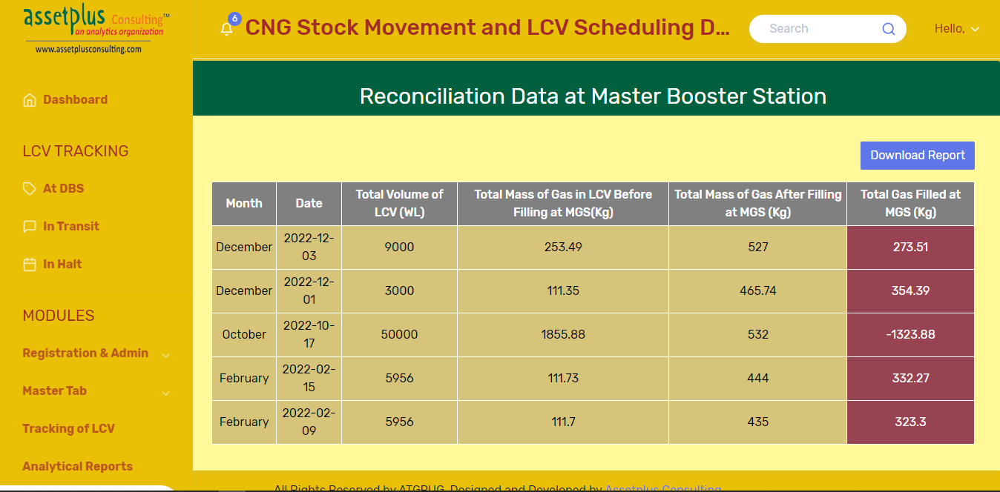 assetplus Consulting™
an analytics organization
www.assetplusconsulting.com
6
CNG Stock Movement and LCV Scheduling D...
Search
Hello,
Dashboard
LCV TRACKING
At DBS
In Transit
In Halt
MODULES
Registration & Admin
Master Tab
Tracking of LCV
Analytical Reports
Reconciliation Data at Master Booster Station
Download Report
Month Date Total Volume of LCV (WL) Total Mass of Gas in LCV Before Filling at MGS(Kg) Total Mass of Gas After Filling at MGS (Kg) Total Gas Filled at MGS (Kg)
December 2022-12-03 9000 253.49 527 273.51
December 2022-12-01 3000 111.35 465.74 354.39
October 2022-10-17 50000 1855.88 532 -1323.88
February 2022-02-15 5956 111.73 444 332.27
February 2022-02-09 5956 111.7 435 323.3
All Rights Reserved by ATGPUG, Designed and Developed by Assetplus Consulting